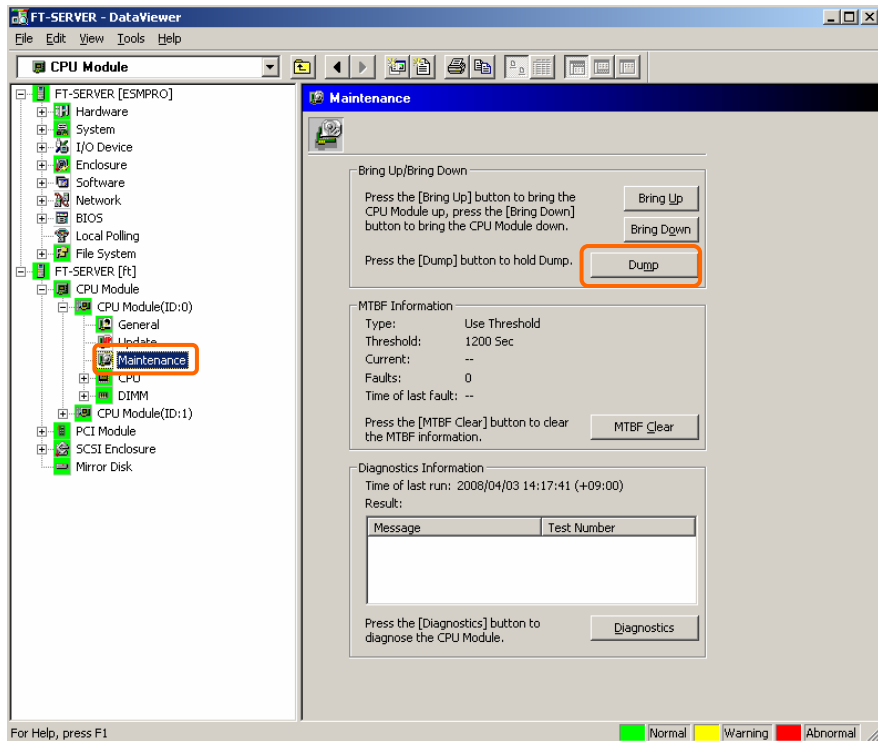 FT-SERVER - DataViewer
File Edit View Tools Help
CPU Module
FT-SERVER [ESMPRO]
Hardware
System
I/O Device
Enclosure
Software
Network
BIOS
Local Polling
File System
FT-SERVER [ft]
CPU Module
CPU Module(ID:0)
General
Update
Maintenance
CPU
DIMM
CPU Module(ID:1)
PCI Module
SCSI Enclosure
Mirror Disk
Maintenance
Bring Up/Bring Down
Press the [Bring Up] button to bring the
CPU Module up, press the [Bring Down]
button to bring the CPU Module down.
Bring Up
Bring Down
Press the [Dump] button to hold Dump.
Dump
MTBF Information
Type: Use Threshold
Threshold: 1200 Sec
Current: --
Faults: 0
Time of last fault: --
Press the [MTBF Clear] button to clear
the MTBF information.
MTBF Clear
Diagnostics Information
Time of last run: 2008/04/03 14:17:41 (+09:00)
Result:
Message Test Number
Press the [Diagnostics] button to
diagnose the CPU Module.
Diagnostics
For Help, press F1
Normal Warning Abnormal